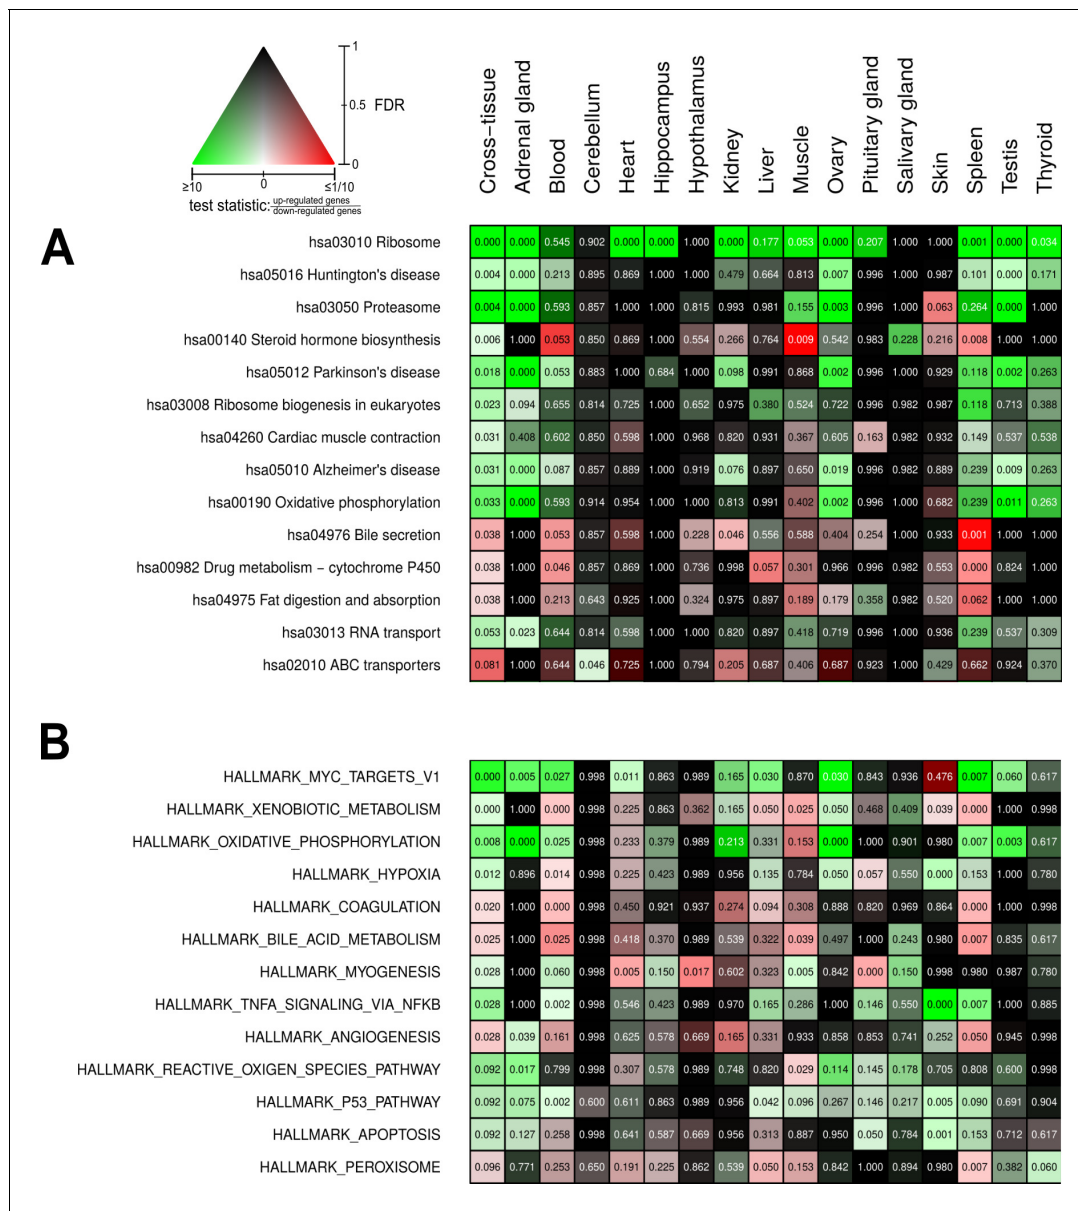 1
0.5
FDR
0
≥10
0
≤1/10
test statistic: up-regulated genes
down-regulated genes
Cross−tissue
Adrenal gland
Blood
Cerebellum
Heart
Hippocampus
Hypothalamus
Kidney
Liver
Muscle
Ovary
Pituitary gland
Salivary gland
Skin
Spleen
Testis
Thyroid
A
hsa03010 Ribosome 0.000 0.000 0.545 0.902 0.000 0.000 1.000 0.000 0.177 0.053 0.000 0.207 1.000 1.000 0.001 0.000 0.034
hsa05016 Huntington's disease 0.004 0.000 0.213 0.895 0.869 1.000 1.000 0.479 0.664 0.813 0.007 0.996 1.000 0.987 0.101 0.000 0.171
hsa03050 Proteasome 0.004 0.000 0.593 0.857 1.000 1.000 0.815 0.993 0.981 0.155 0.003 0.996 1.000 0.063 0.264 0.000 1.000
hsa00140 Steroid hormone biosynthesis 0.006 1.000 0.053 0.850 0.869 1.000 0.554 0.266 0.764 0.009 0.542 0.983 0.228 0.216 0.008 1.000 1.000
hsa05012 Parkinson's disease 0.018 0.000 0.053 0.883 1.000 0.684 1.000 0.098 0.991 0.868 0.002 0.996 1.000 0.929 0.118 0.002 0.263
hsa03008 Ribosome biogenesis in eukaryotes 0.023 0.094 0.655 0.814 0.725 1.000 0.652 0.975 0.380 0.524 0.722 0.996 0.982 0.987 0.118 0.713 0.388
hsa04260 Cardiac muscle contraction 0.031 0.408 0.602 0.850 0.598 1.000 0.968 0.820 0.931 0.367 0.605 0.163 0.982 0.932 0.149 0.537 0.538
hsa05010 Alzheimer's disease 0.031 0.000 0.087 0.857 0.889 1.000 0.919 0.076 0.897 0.650 0.019 0.996 0.982 0.889 0.239 0.009 0.263
hsa00190 Oxidative phosphorylation 0.033 0.000 0.593 0.914 0.954 1.000 1.000 0.813 0.991 0.402 0.002 0.996 1.000 0.682 0.239 0.011 0.263
hsa04976 Bile secretion 0.038 1.000 0.053 0.857 0.598 1.000 0.228 0.046 0.556 0.588 0.404 0.254 1.000 0.933 0.001 1.000 1.000
hsa00982 Drug metabolism − cytochrome P450 0.038 1.000 0.046 0.857 0.869 1.000 0.736 0.998 0.057 0.301 0.966 0.996 0.982 0.553 0.000 0.824 1.000
hsa04975 Fat digestion and absorption 0.038 1.000 0.213 0.643 0.925 1.000 0.324 0.975 0.897 0.189 0.179 0.358 0.982 0.520 0.062 1.000 1.000
hsa03013 RNA transport 0.053 0.023 0.644 0.814 0.598 1.000 1.000 0.820 0.897 0.418 0.719 0.996 1.000 0.936 0.239 0.537 0.309
hsa02010 ABC transporters 0.081 1.000 0.644 0.046 0.725 1.000 0.794 0.205 0.687 0.406 0.687 0.923 1.000 0.429 0.662 0.924 0.370
B
HALLMARK_MYC_TARGETS_V1 0.000 0.005 0.027 0.998 0.011 0.863 0.989 0.165 0.030 0.870 0.030 0.843 0.936 0.476 0.007 0.060 0.617
HALLMARK_XENOBIOTIC_METABOLISM 0.000 1.000 0.000 0.998 0.225 0.863 0.362 0.165 0.050 0.025 0.050 0.468 0.409 0.039 0.000 1.000 0.998
HALLMARK_OXIDATIVE_PHOSPHORYLATION 0.008 0.000 0.025 0.998 0.233 0.379 0.989 0.213 0.331 0.153 0.000 1.000 0.901 0.980 0.007 0.003 0.617
HALLMARK_HYPOXIA 0.012 0.896 0.014 0.998 0.225 0.423 0.989 0.956 0.135 0.784 0.050 0.057 0.550 0.000 0.153 1.000 0.780
HALLMARK_COAGULATION 0.020 1.000 0.000 0.998 0.450 0.921 0.937 0.274 0.094 0.308 0.888 0.820 0.969 0.864 0.000 1.000 0.998
HALLMARK_BILE_ACID_METABOLISM 0.025 1.000 0.025 0.998 0.418 0.370 0.989 0.539 0.322 0.039 0.497 1.000 0.243 0.980 0.007 0.835 0.617
HALLMARK_MYOGENESIS 0.028 1.000 0.060 0.998 0.005 0.150 0.017 0.602 0.323 0.005 0.842 0.000 0.150 0.998 0.980 0.987 0.780
HALLMARK_TNFA_SIGNALING_VIA_NFKB 0.028 1.000 0.002 0.998 0.546 0.423 0.989 0.970 0.165 0.286 1.000 0.146 0.550 0.000 0.007 1.000 0.885
HALLMARK_ANGIOGENESIS 0.028 0.039 0.161 0.998 0.625 0.578 0.669 0.165 0.331 0.933 0.858 0.853 0.741 0.252 0.050 0.945 0.998
HALLMARK_REACTIVE_OXIGEN_SPECIES_PATHWAY 0.092 0.017 0.799 0.998 0.307 0.578 0.989 0.748 0.820 0.029 0.114 0.145 0.178 0.705 0.808 0.600 0.998
HALLMARK_P53_PATHWAY 0.092 0.075 0.002 0.600 0.611 0.863 0.989 0.956 0.042 0.096 0.267 0.146 0.217 0.005 0.090 0.691 0.904
HALLMARK_APOPTOSIS 0.092 0.127 0.258 0.998 0.641 0.587 0.669 0.956 0.313 0.887 0.950 0.050 0.784 0.001 0.153 0.712 0.617
HALLMARK_PEROXISOME 0.096 0.771 0.253 0.650 0.191 0.225 0.862 0.539 0.050 0.153 0.842 1.000 0.894 0.980 0.007 0.382 0.060